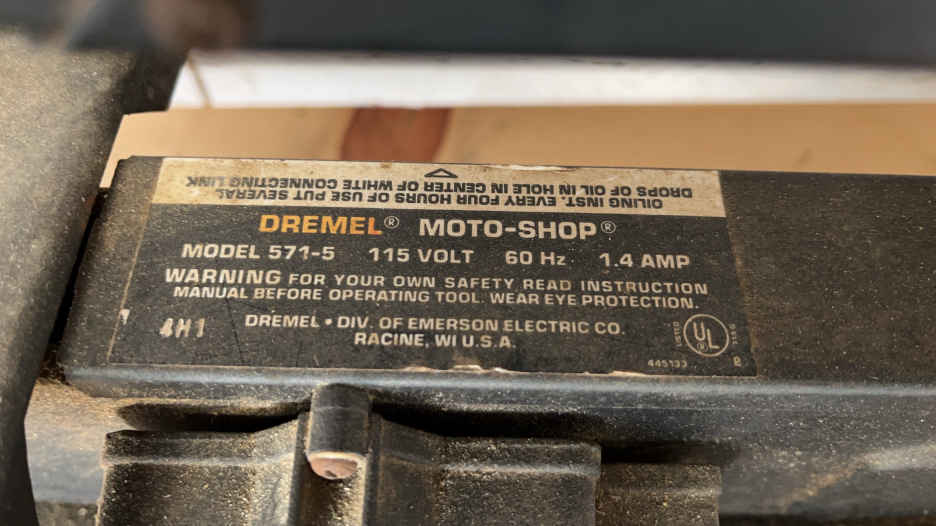 OILING INST. EVERY FOUR HOURS OF USE PUT SEVERAL
DROPS OF OIL IN HOLE IN CENTER OF WHITE CONNECTING LINK
DREMEL® MOTO-SHOP®
MODEL 571-5 115 VOLT 60 Hz 1.4 AMP
WARNING FOR YOUR OWN SAFETY READ INSTRUCTION
MANUAL BEFORE OPERATING TOOL. WEAR EYE PROTECTION.
4H1
DREMEL • DIV. OF EMERSON ELECTRIC CO.
RACINE, WI U.S.A.
LISTED
UL
®
445133
B